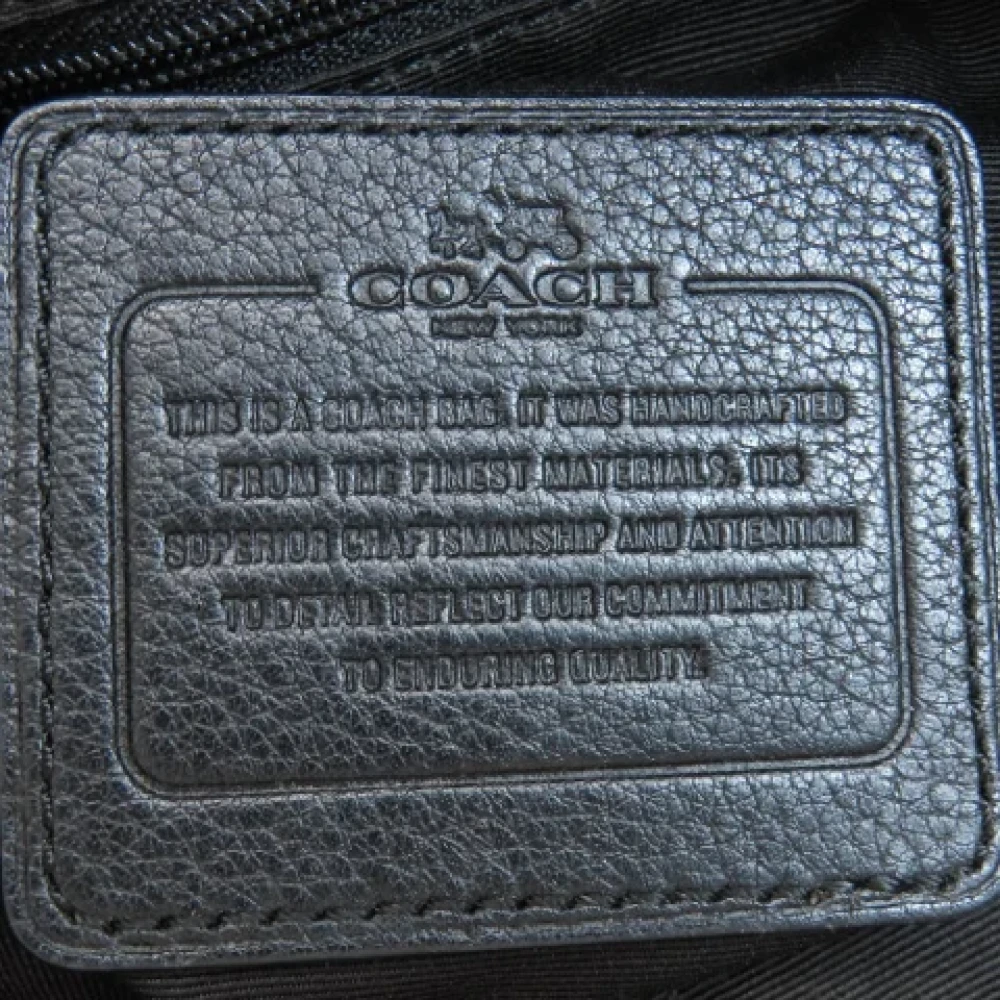 COACH
NEW YORK
THIS IS A COACH BAG. IT WAS HANDCRAFTED
FROM THE FINEST MATERIALS. ITS
SUPERIOR CRAFTSMANSHIP AND ATTENTION
TO DETAIL REFLECT OUR COMMITMENT
TO ENDURING QUALITY.